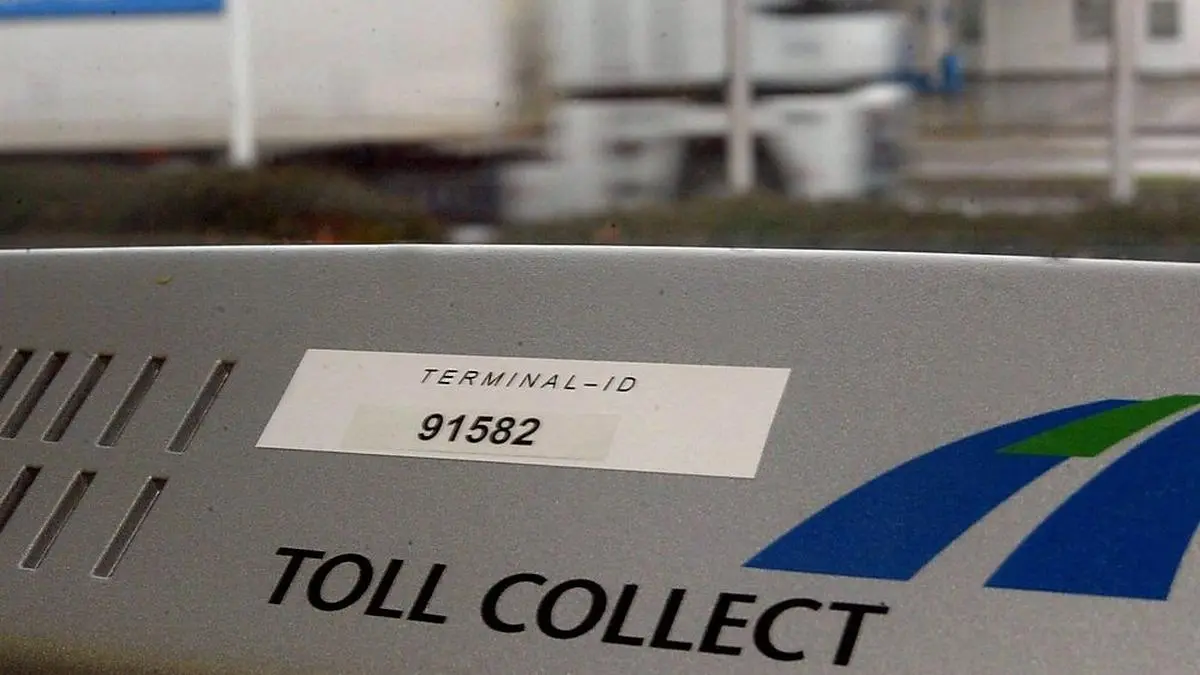 TERMINAL-ID
91582
TOLL COLLECT